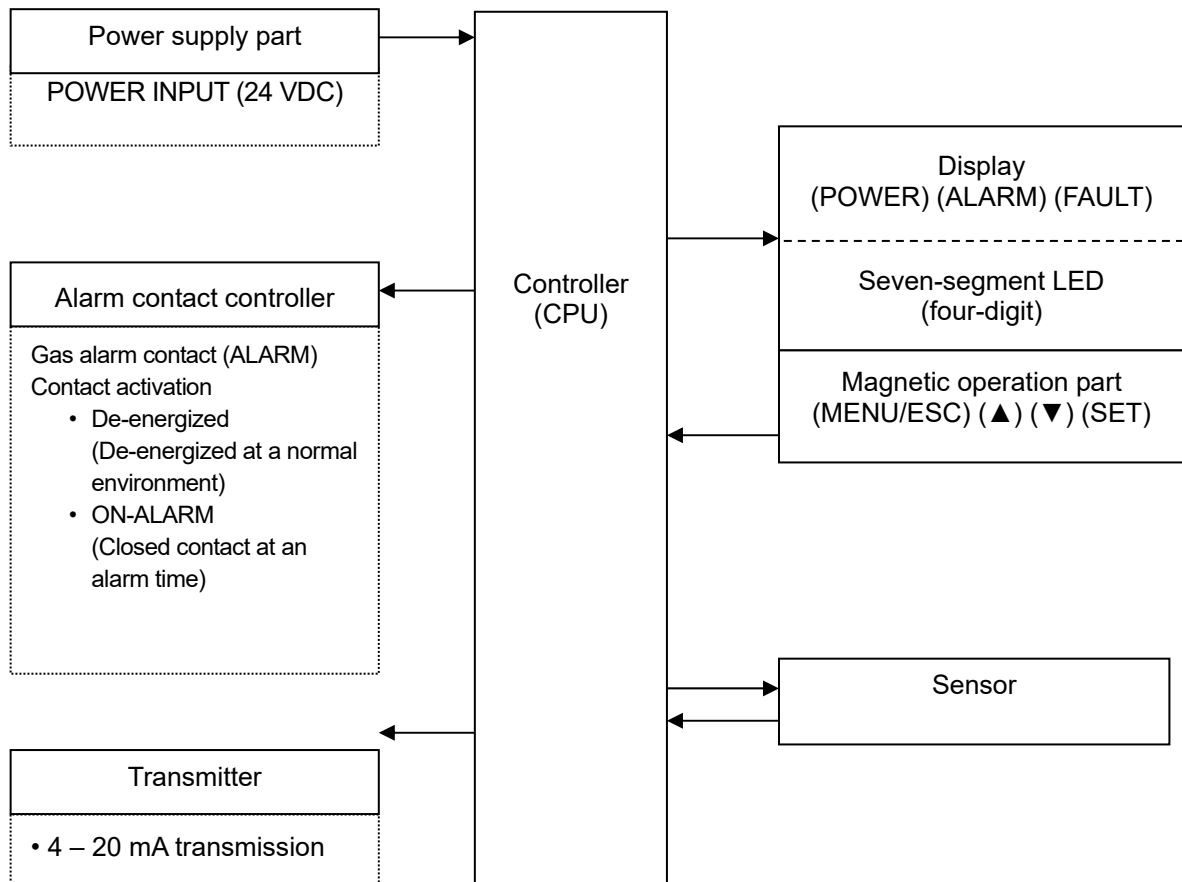 Power supply part
POWER INPUT (24 VDC)
Alarm contact controller
Gas alarm contact (ALARM)
Contact activation
• De-energized
(De-energized at a normal
environment)
• ON-ALARM
(Closed contact at an
alarm time)
Transmitter
• 4 – 20 mA transmission
Controller
(CPU)
Display
(POWER) (ALARM) (FAULT)
Seven-segment LED
(four-digit)
Magnetic operation part
(MENU/ESC) (▲) (▼) (SET)
Sensor